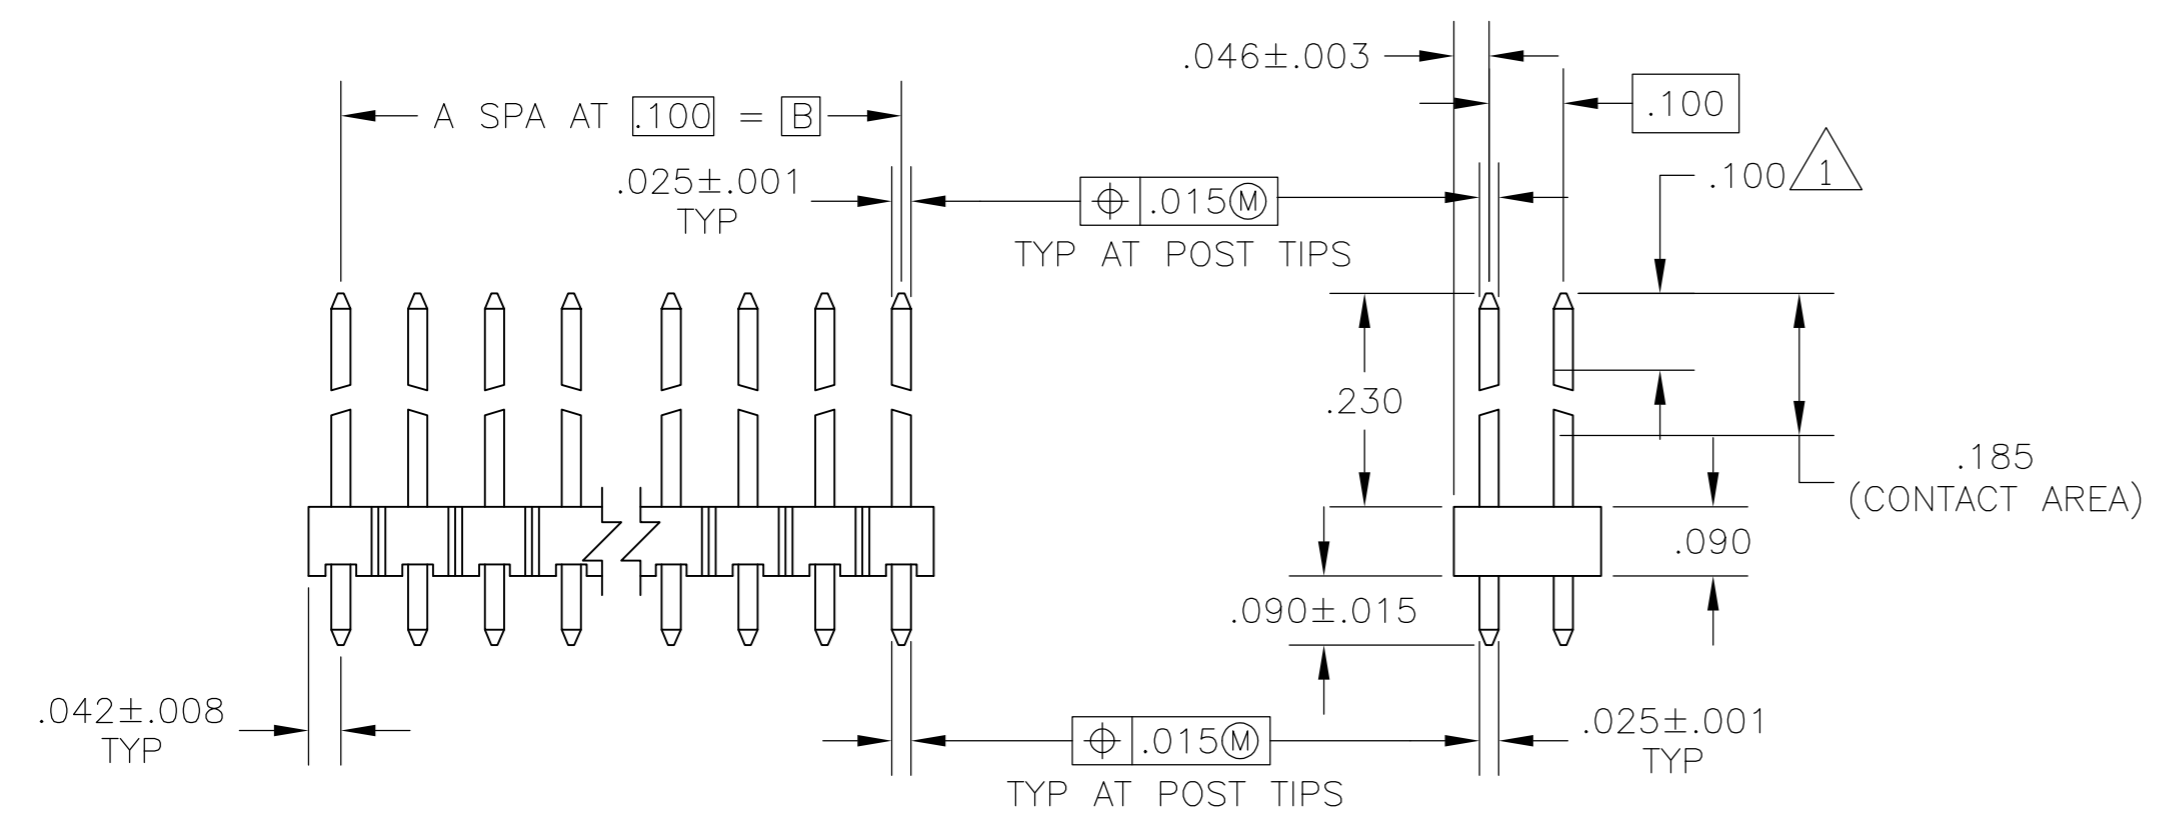 .046±.003
.100
A SPA AT .100 = B
.025±.001
TYP
⌖ .015Ⓜ
TYP AT POST TIPS
.100 1
.230
.185
(CONTACT AREA)
.090
.090±.015
.042±.008
TYP
⌖ .015Ⓜ
TYP AT POST TIPS
.025±.001
TYP